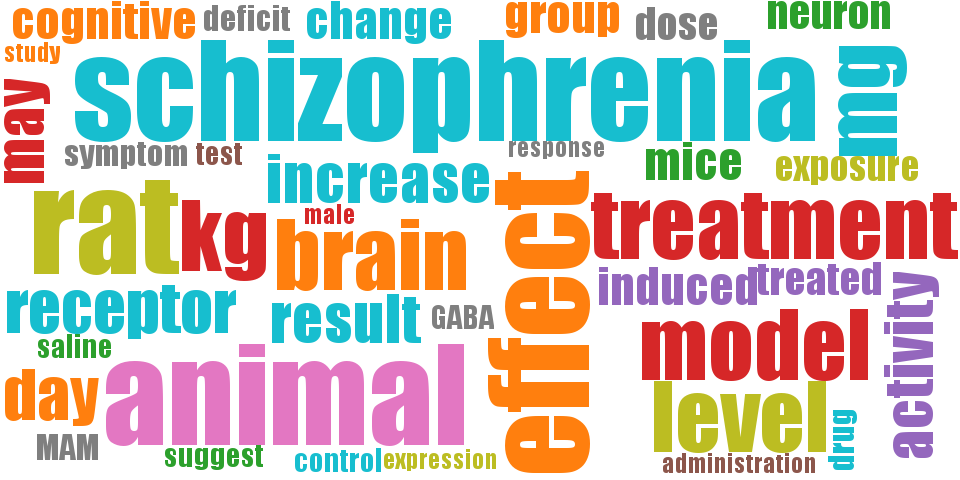 cognitive
deficit
change
group
dose
neuron
study
schizophrenia
mg
may
symptom
test
response
mice
exposure
increase
rat
kg
male
brain
effect
treatment
receptor
result
GABA
induced
treated
activity
saline
model
animal
day
level
drug
MAM
suggest
control
expression
administration